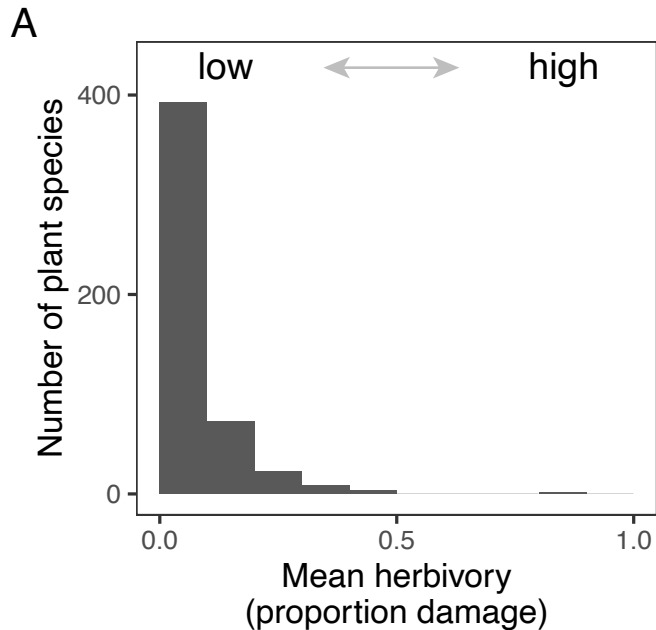 A
low
high
400
200
0
Number of plant species
0.0
0.5
1.0
Mean herbivory
(proportion damage)